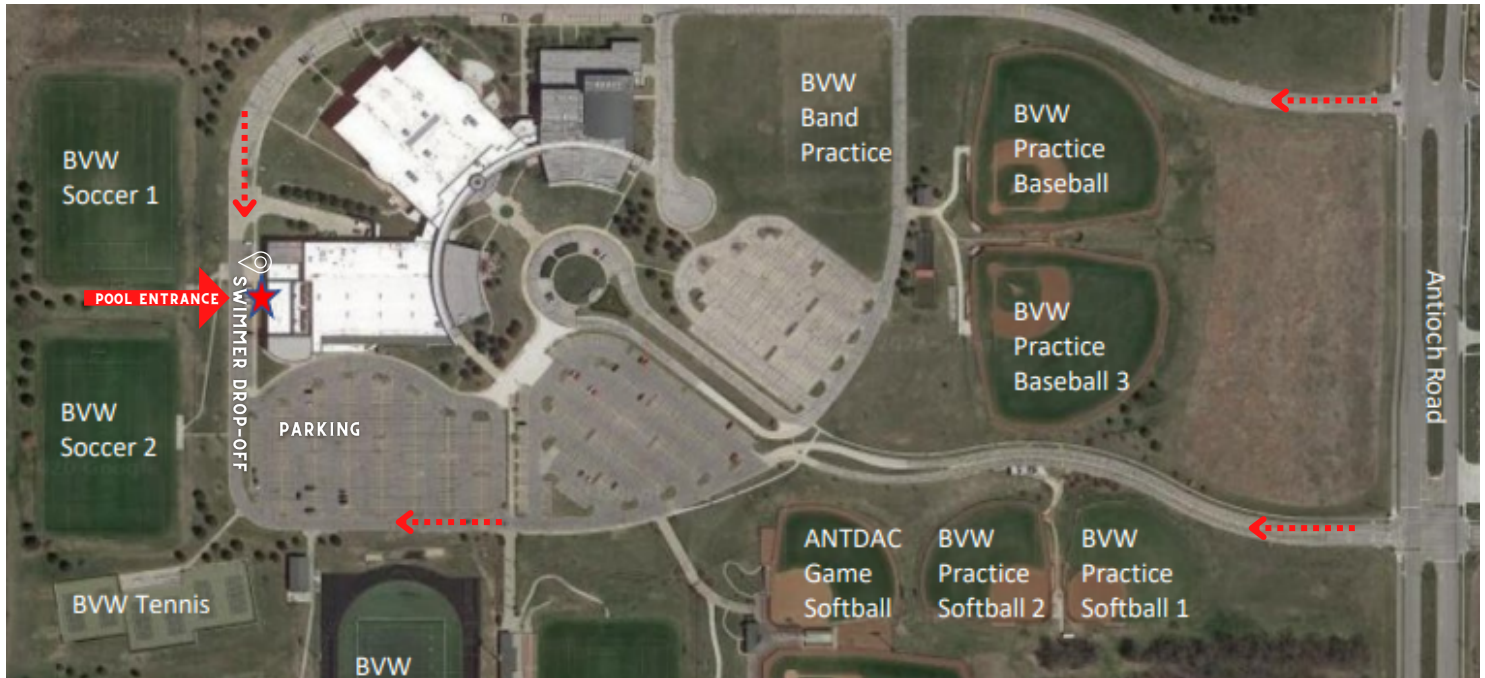 BVW
Soccer 1
BVW
Band
Practice
BVW
Practice
Baseball
POOL ENTRANCE
SWIMMER DROP-OFF
BVW
Practice
Baseball 3
Antioch Road
BVW
Soccer 2
PARKING
ANTDAC
Game
Softball
BVW
Practice
Softball 2
BVW
Practice
Softball 1
BVW Tennis
BVW